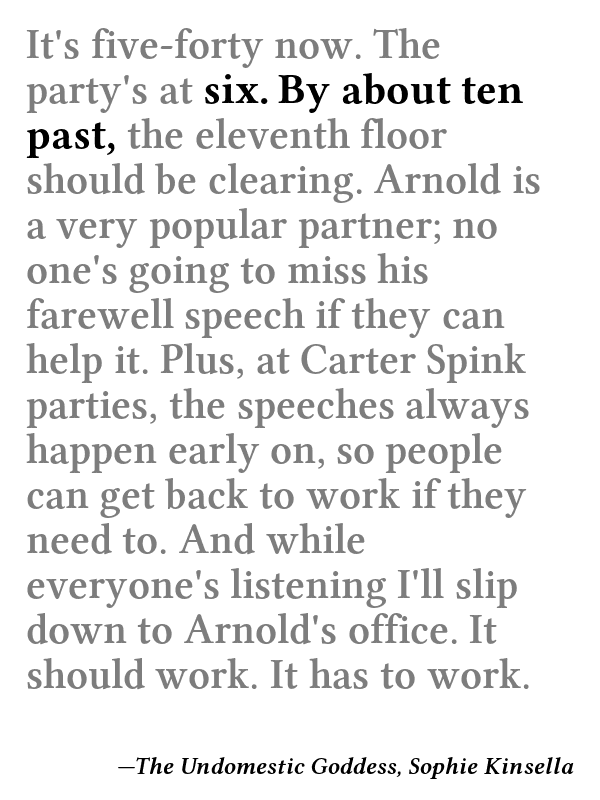 It's five-forty now. The
party's at six. By about ten
past, the eleventh floor
should be clearing. Arnold is
a very popular partner; no
one's going to miss his
farewell speech if they can
help it. Plus, at Carter Spink
parties, the speeches always
happen early on, so people
can get back to work if they
need to. And while
everyone's listening I'll slip
down to Arnold's office. It
should work. It has to work.
—The Undomestic Goddess, Sophie Kinsella